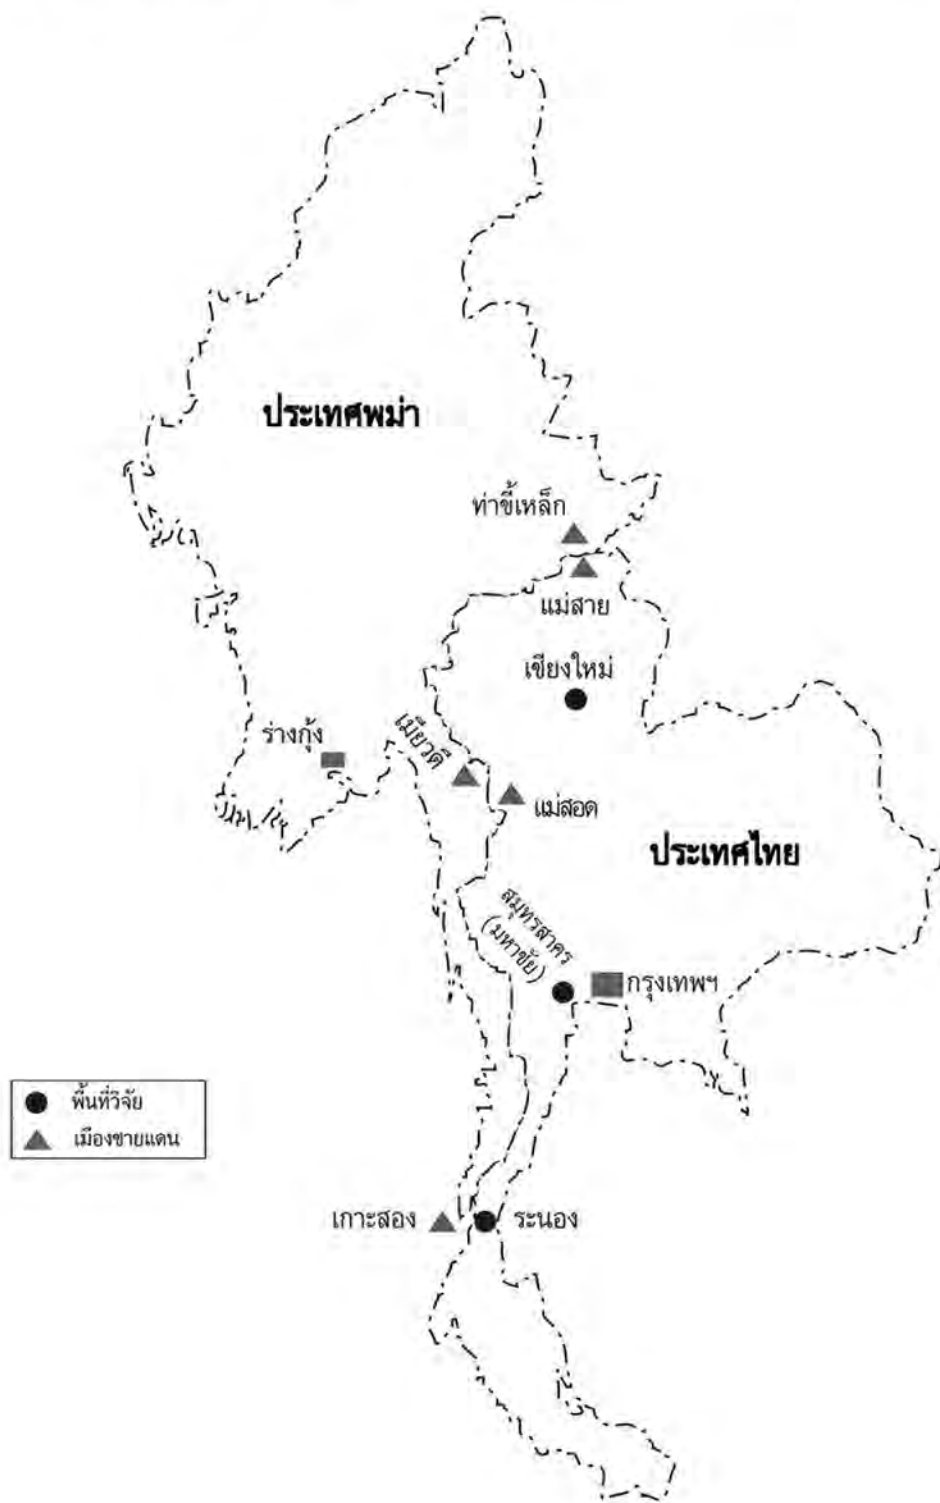 ประเทศพม่า
ท่าขี้เหล็ก
แม่สาย
เชียงใหม่
ร่างกุ้ง
เมียวดี
แม่สอด
ประเทศไทย
สมุทรสาคร
(มหาชัย)
กรุงเทพฯ
พื้นที่วิจัย
เมืองชายแดน
เกาะสอง
ระนอง